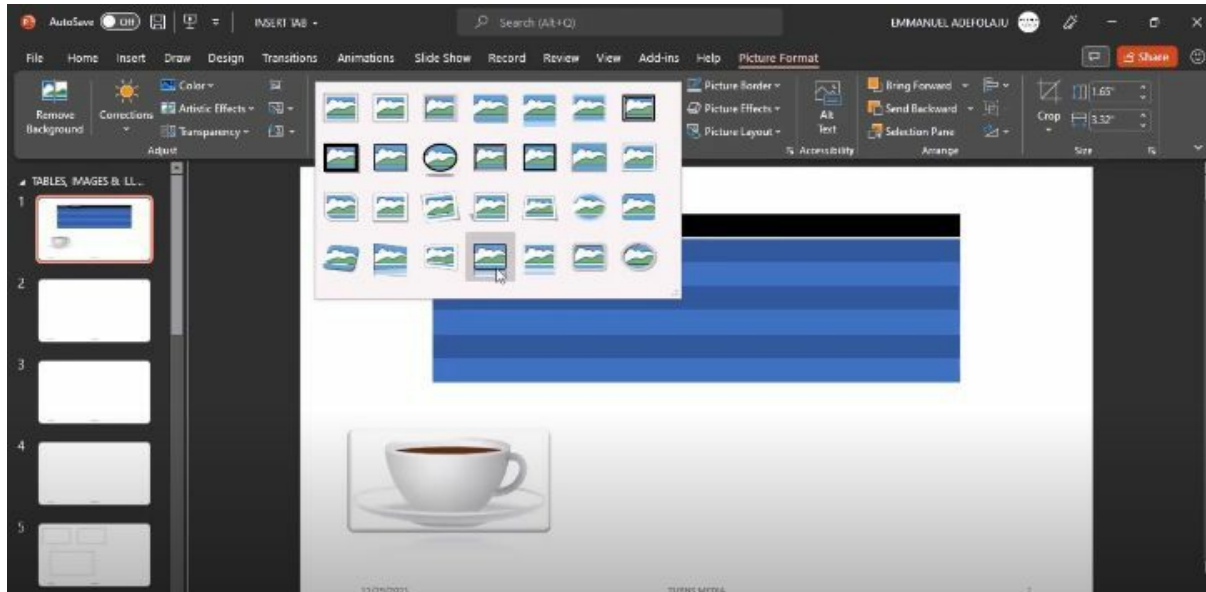 AutoSave Off INSERT TAB Search (Alt+Q) EMMANUEL ADEFOLAJU
File Home Insert Draw Design Transitions Animations Slide Show Record Review View Add-ins Help Picture Format Share
Remove Background
Corrections
Color
Artistic Effects
Transparency
Adjust
Picture Border
Picture Effects
Picture Layout
Alt Text
Accessibility
Bring Forward
Send Backward
Selection Pane
Arrange
Crop
1.65"
3.32"
Size
TABLES, IMAGES & ILL...
1
2
3
4
5